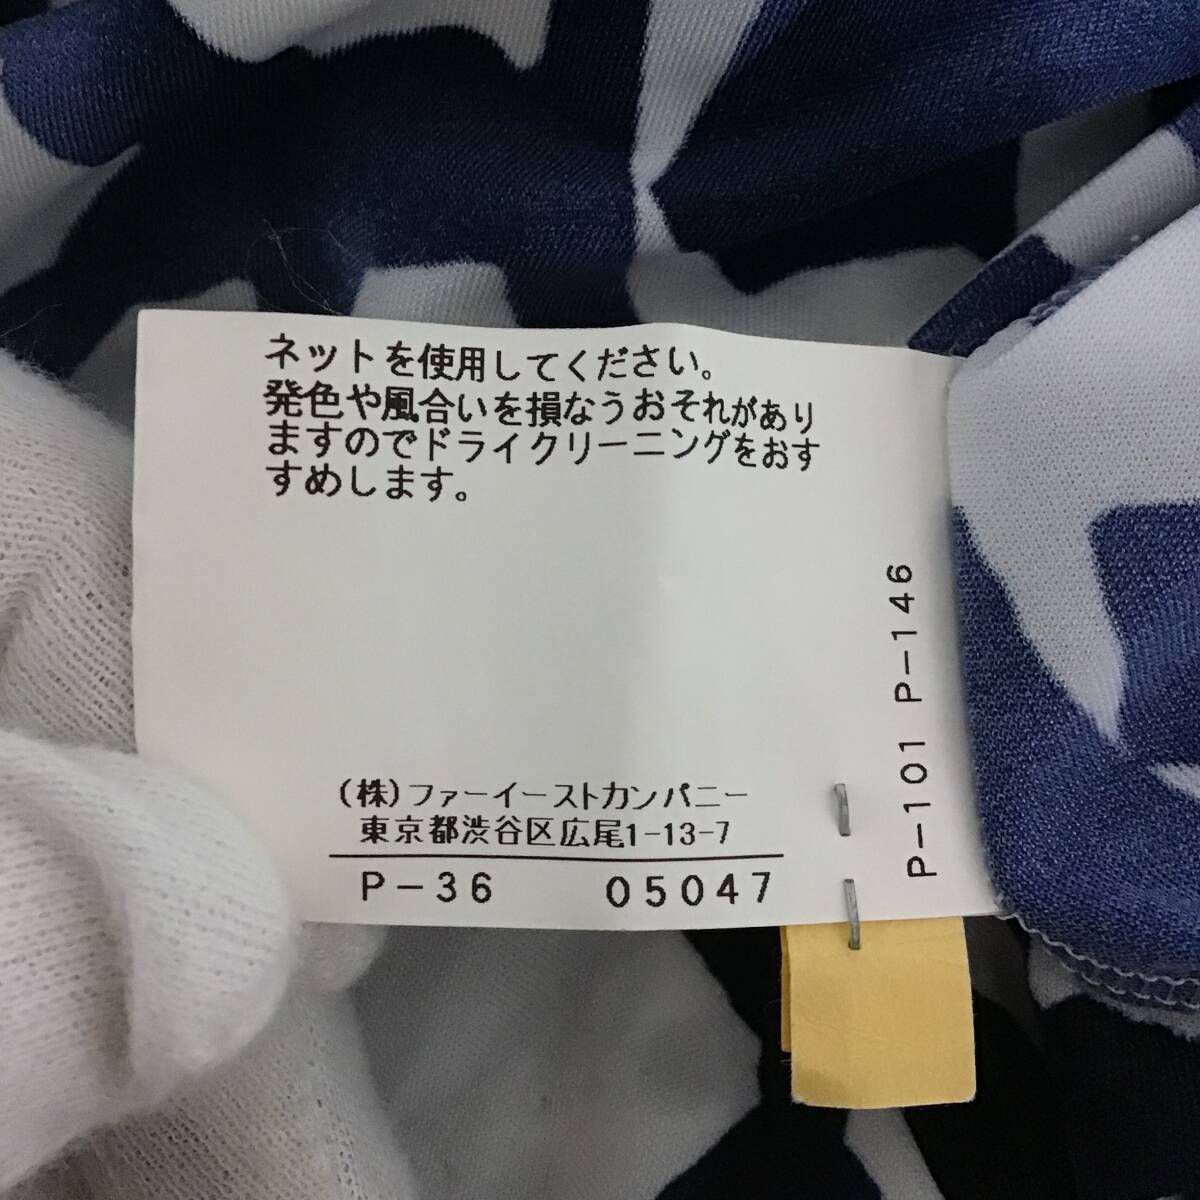 ネットを使用してください。
発色や風合いを損なうおそれがあり
ますのでドライクリーニングをおす
すめします。
(株)ファーイーストカンパニー
東京都渋谷区広尾1-13-7
P-36 05047
P-101 P-146